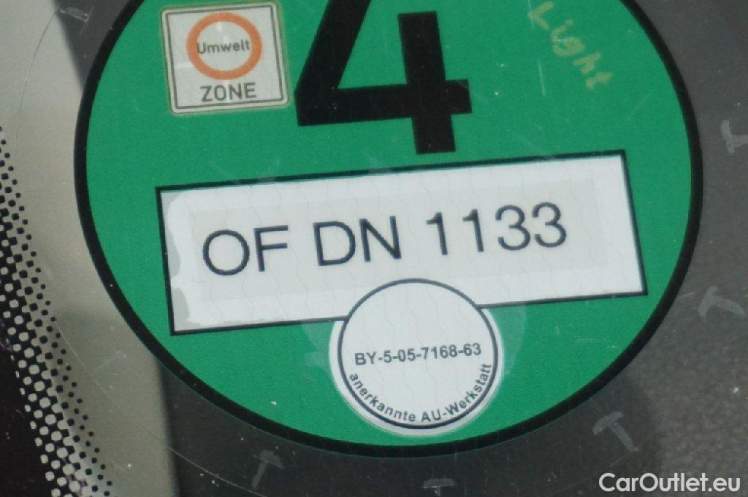 4
Light
Umwelt
ZONE
OF DN 1133
BY-5-05-7168-63
anerkannte AU-Werkstatt
CarOutlet.eu